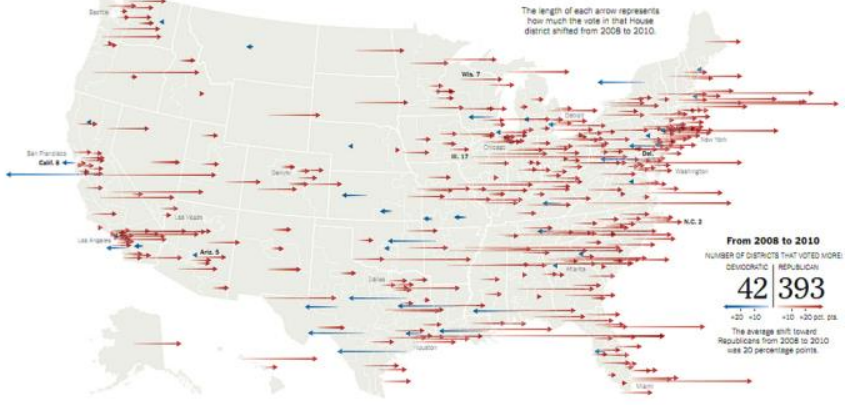 The length of each arrow represents
how much the vote in that House
district shifted from 2008 to 2010.
Seattle
Wis. 7
Detroit
Chicago
New York
Ill. 17
Del.
San Francisco
Calif. 8
Washington
Denver
Las Vegas
N.C. 2
Los Angeles
Ariz. 5
Atlanta
Dallas
Houston
Miami
From 2008 to 2010
NUMBER OF DISTRICTS THAT VOTED MORE:
DEMOCRATIC REPUBLICAN
42 393
+20 +10 +10 +20 pct. pts.
The average shift toward
Republicans from 2008 to 2010
was 20 percentage points.